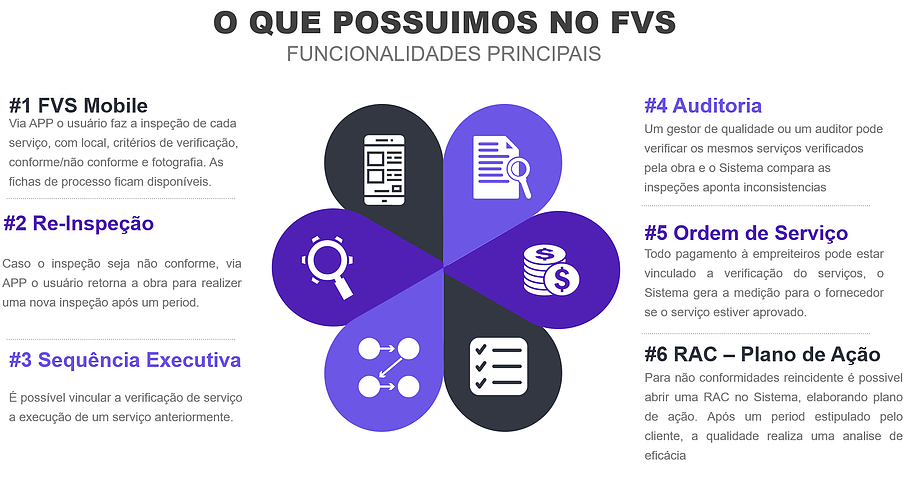 O QUE POSSUIMOS NO FVS
FUNCIONALIDADES PRINCIPAIS
#1 FVS Mobile
Via APP o usuário faz a inspeção de cada
serviço, com local, critérios de verificação,
conforme/não conforme e fotografia. As
fichas de processo ficam disponíveis.
#2 Re-Inspeção
Caso o inspeção seja não conforme, via
APP o usuário retorna a obra para realizer
uma nova inspeção após um period.
#3 Sequência Executiva
É possível vincular a verificação de serviço
a execução de um serviço anteriormente.
#4 Auditoria
Um gestor de qualidade ou um auditor pode
verificar os mesmos serviços verificados
pela obra e o Sistema compara as
inspeções aponta inconsistencias
#5 Ordem de Serviço
Todo pagamento à empreiteiros pode estar
vinculado a verificação do serviços, o
Sistema gera a medição para o fornecedor
se o serviço estiver aprovado.
#6 RAC – Plano de Ação
Para não conformidades reincidente é possivel
abrir uma RAC no Sistema, elaborando plano
de ação. Após um period estipulado pelo
cliente, a qualidade realiza uma analise de
eficácia